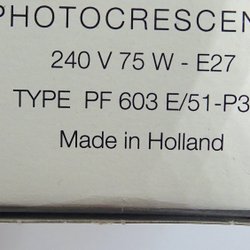 PHOTOCRESCEN
240 V 75 W - E27
TYPE PF 603 E/51-P3
Made in Holland